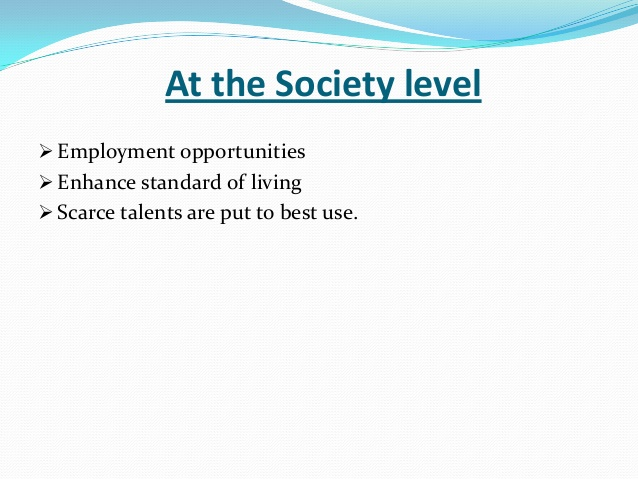 At the Society level
➢ Employment opportunities
➢ Enhance standard of living
➢ Scarce talents are put to best use.